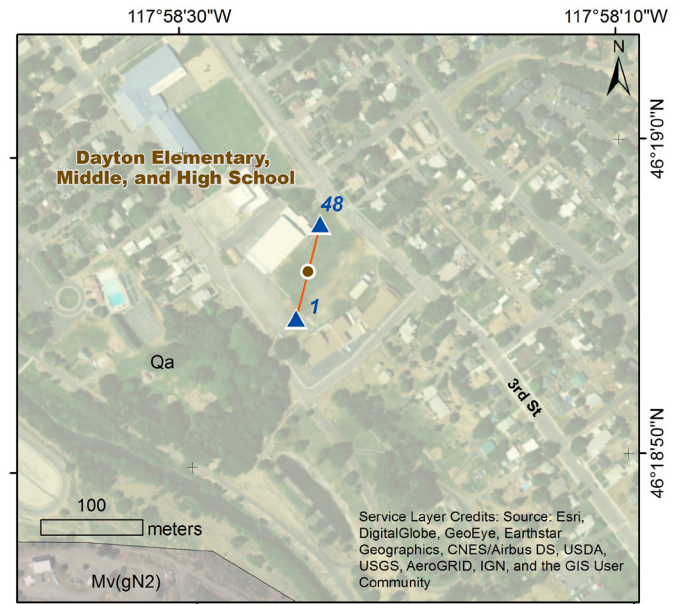 117°58'30"W
117°58'10"W
N
46°19'0"N
Dayton Elementary,
Middle, and High School
48
1
Qa
3rd St
46°18'50"N
100
meters
Service Layer Credits: Source: Esri,
DigitalGlobe, GeoEye, Earthstar
Geographics, CNES/Airbus DS, USDA,
USGS, AeroGRID, IGN, and the GIS User
Community
Mv(gN2)